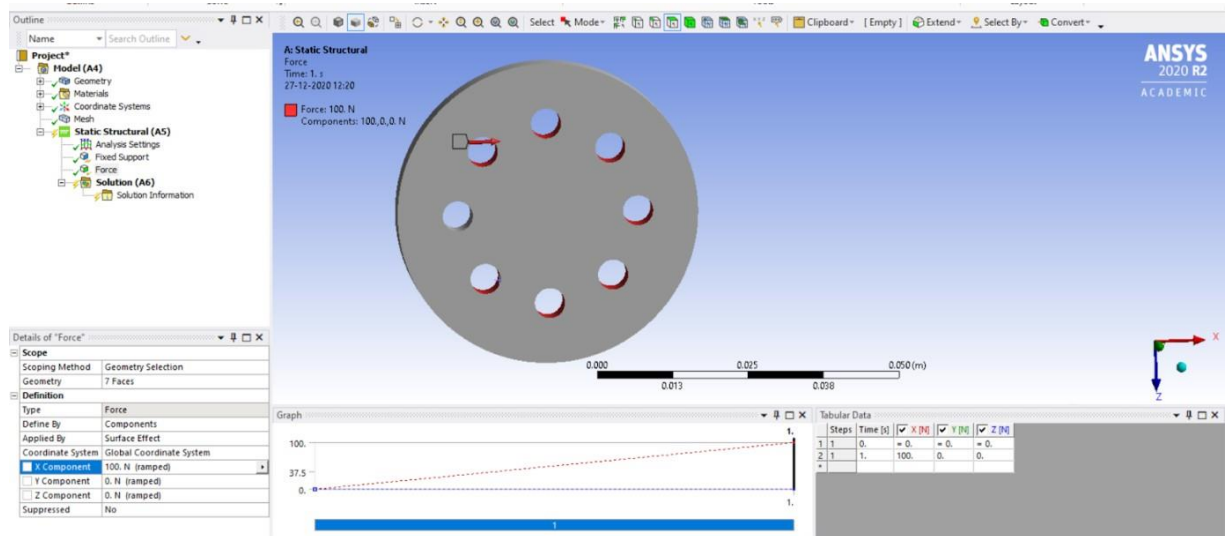 Outline
Select Mode Clipboard [ Empty ] Extend Select By Convert
Name Search Outline
Project*
Model (A4)
Geometry
Materials
Coordinate Systems
Mesh
Static Structural (A5)
Analysis Settings
Fixed Support
Force
Solution (A6)
Solution Information
A: Static Structural
Force
Time: 1. s
27-12-2020 12:20
Force: 100. N
Components: 100.,0.,0. N
ANSYS
2020 R2
ACADEMIC
0.000 0.025 0.050 (m)
0.013 0.038
X
Z
Details of "Force"
Scope
Scoping Method Geometry Selection
Geometry 7 Faces
Definition
Type Force
Define By Components
Applied By Surface Effect
Coordinate System Global Coordinate System
X Component 100. N (ramped)
Y Component 0. N (ramped)
Z Component 0. N (ramped)
Suppressed No
Graph
1.
100.
37.5
0.
1.
1
Tabular Data
Steps Time [s] X [N] Y [N] Z [N]
1 1 0. = 0. = 0. = 0.
2 1 1. 100. 0. 0.
*